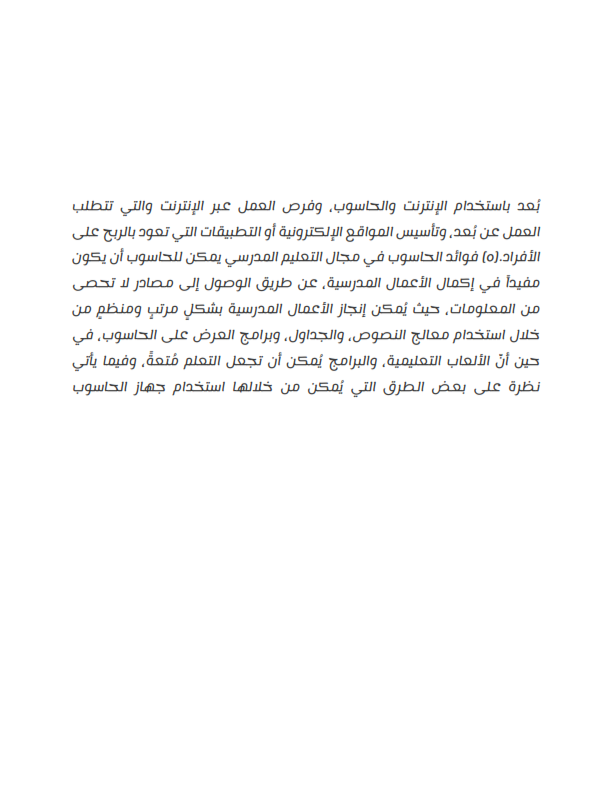 بُعد باستخدام الإنترنت والحاسوب، وفرص العمل عبر الإنترنت والتي تتطلب
العمل عن بُعد، وتأسيس المواقع الإلكترونية أو التطبيقات التي تعود بالربح على
الأفراد.(٥) فوائد الحاسوب في مجال التعليم المدرسي يمكن للحاسوب أن يكون
مفيداً في إكمال الأعمال المدرسية، عن طريق الوصول إلى مصادر لا تحصى
من المعلومات، حيث يُمكن إنجاز الأعمال المدرسية بشكلٍ مرتبٍ ومنظمٍ من
خلال استخدام معالج النصوص، والجداول، وبرامج العرض على الحاسوب، في
حين أنّ الألعاب التعليمية، والبرامج يُمكن أن تجعل التعلم مُتعةً، وفيما يأتي
نظرة على بعض الطرق التي يُمكن من خلالها استخدام جهاز الحاسوب